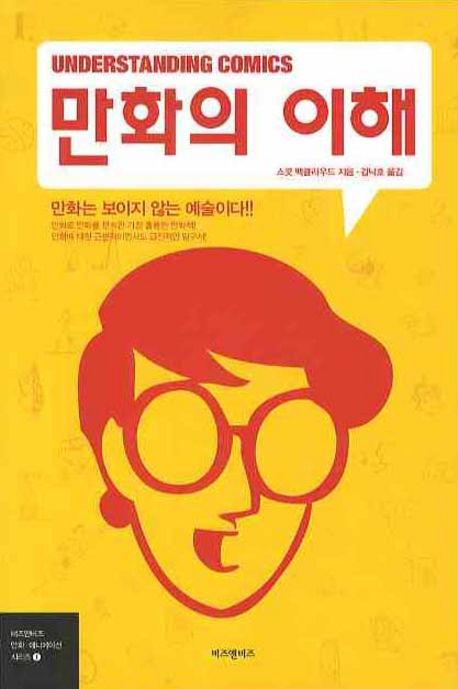 UNDERSTANDING COMICS
만화의 이해
스콧 맥클라우드 지음 · 김낙호 옮김
만화는 보이지 않는 예술이다!!
만화로 만화를 분석한 가장 훌륭한 만화책!
만화에 대한 근본적이면서도 급진적인 탐구서!
비즈앤비즈
만화 애니메이션
시리즈 1
비즈앤비즈